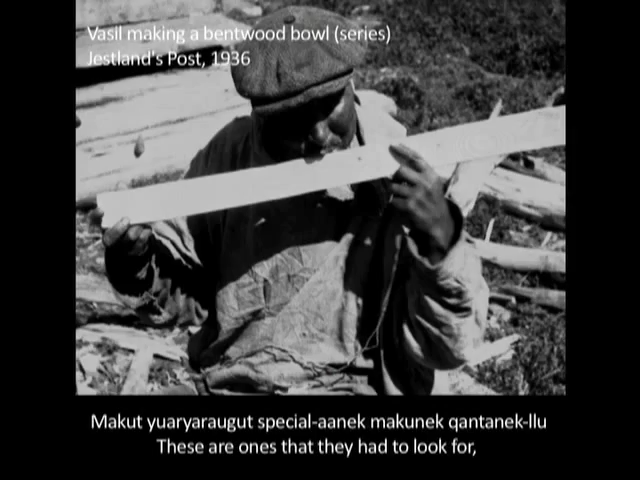 Vasil making a bentwood bowl (series)
Jestland's Post, 1936
Makut yuaryaraugut special-aanek makunek qantanek-llu
These are ones that they had to look for,